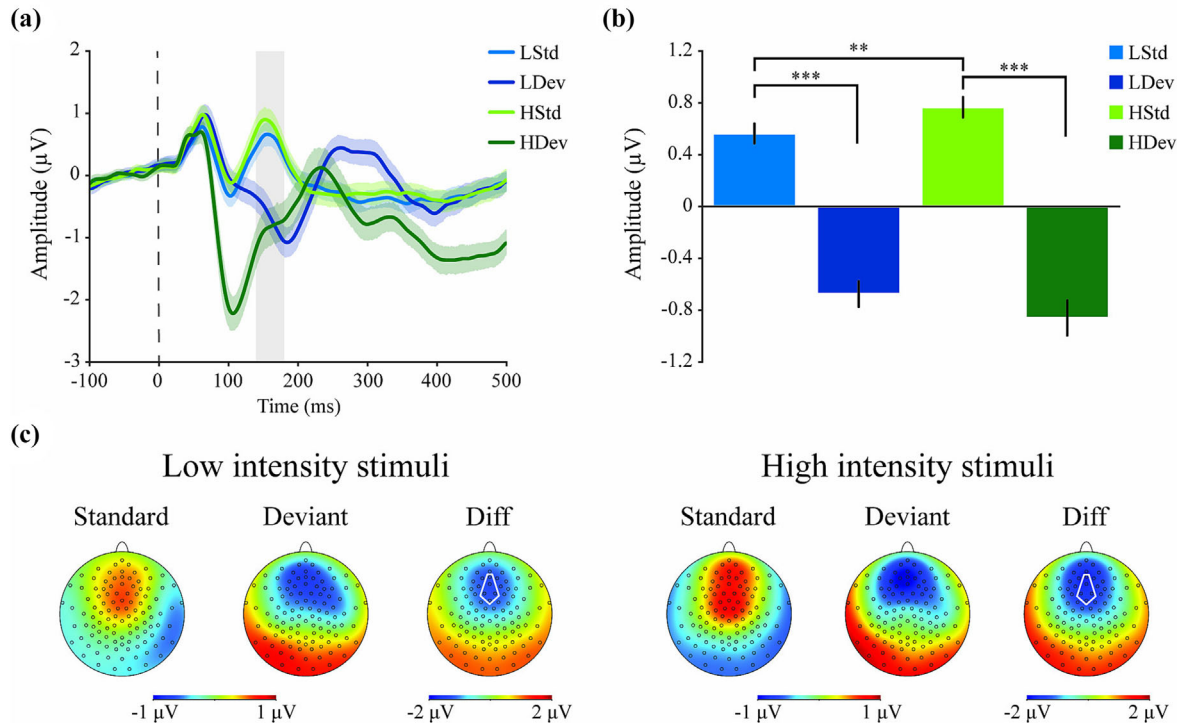 (a)
2
1
0
-1
-2
-3
Amplitude (μV)
-100
0
100
200
300
400
500
Time (ms)
LStd
LDev
HStd
HDev
(b)
1.2
0.8
0.4
0
-0.4
-0.8
-1.2
Amplitude (μV)
**
***
***
LStd
LDev
HStd
HDev
(c)
Low intensity stimuli
Standard
Deviant
Diff
-1 μV
1 μV
-2 μV
2 μV
High intensity stimuli
Standard
Deviant
Diff
-1 μV
1 μV
-2 μV
2 μV